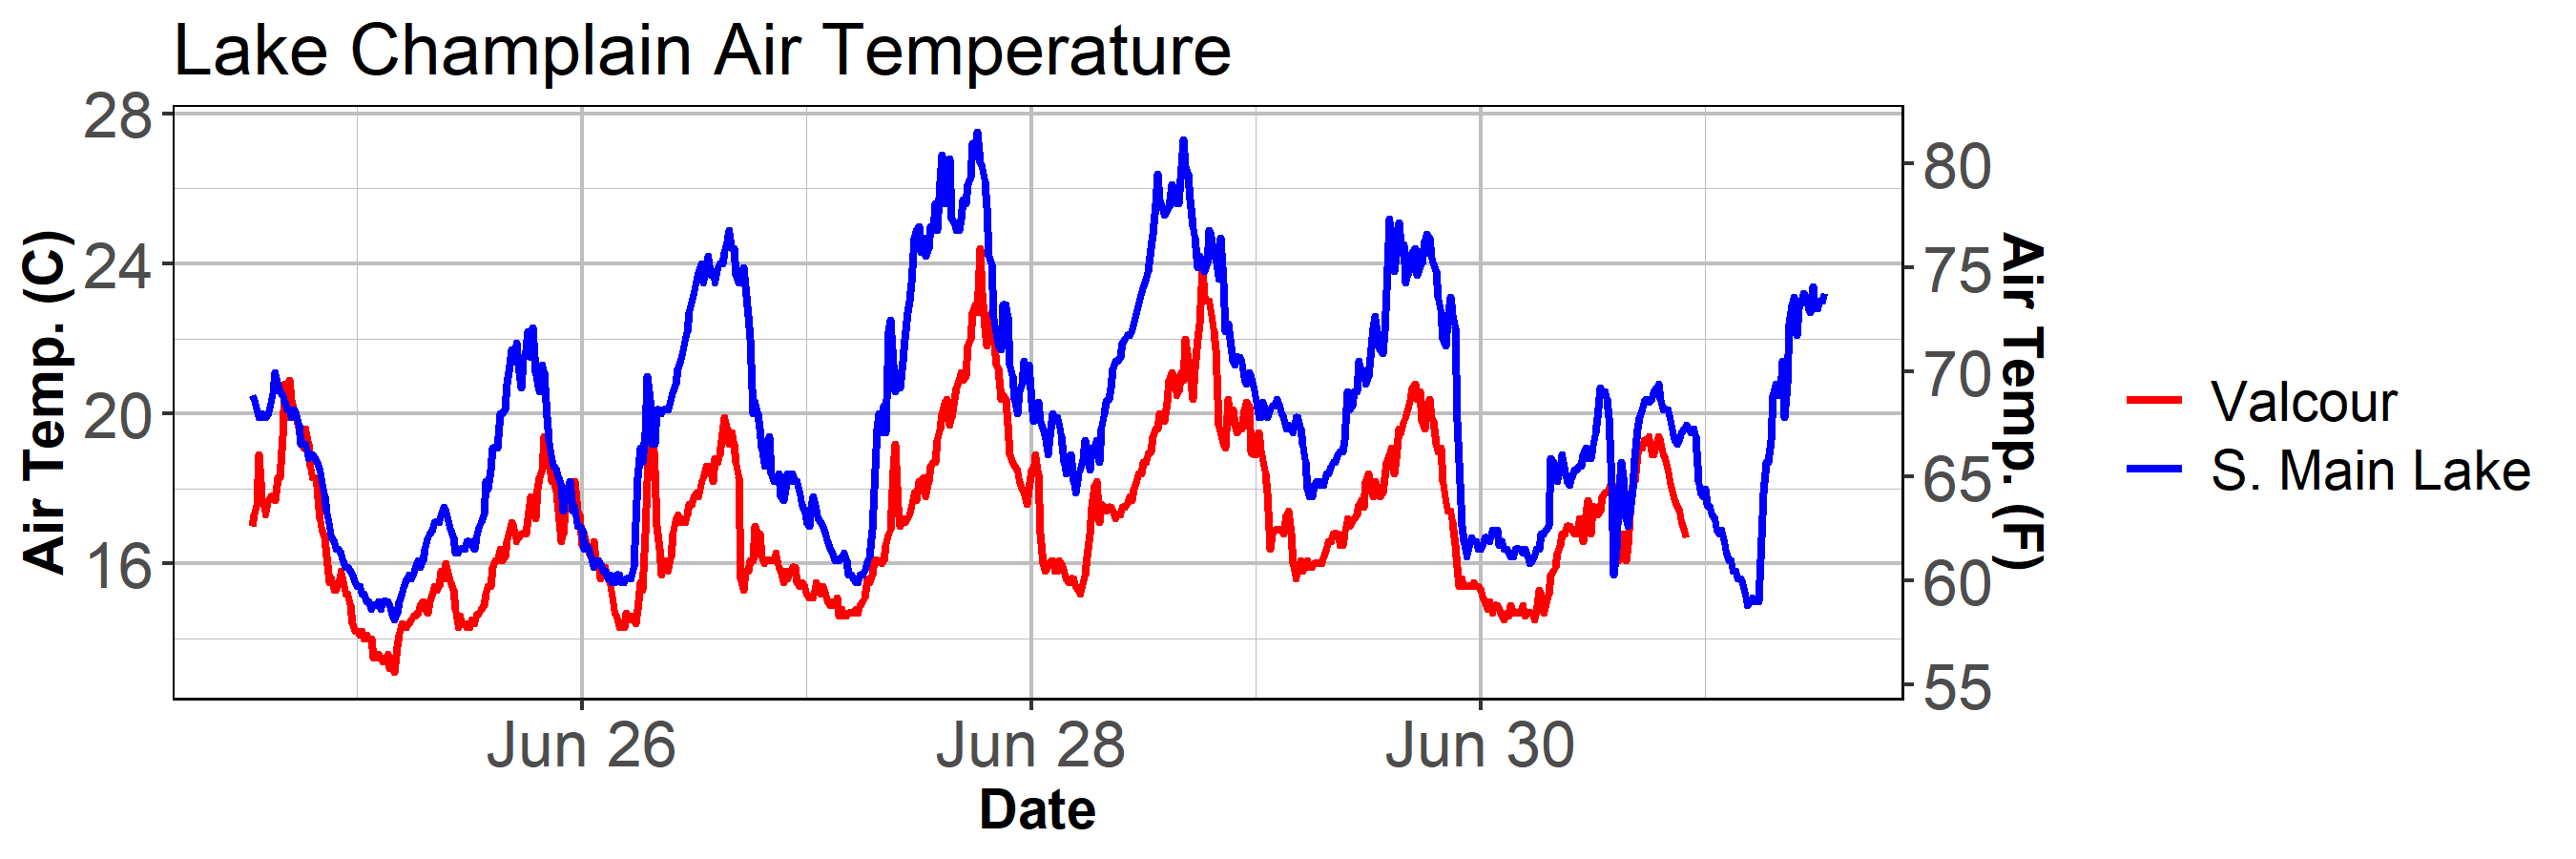 Lake Champlain Air Temperature
28
24
20
16
Air Temp. (C)
80
75
70
65
60
55
Air Temp. (F)
Jun 26
Jun 28
Jun 30
Date
Valcour
S. Main Lake